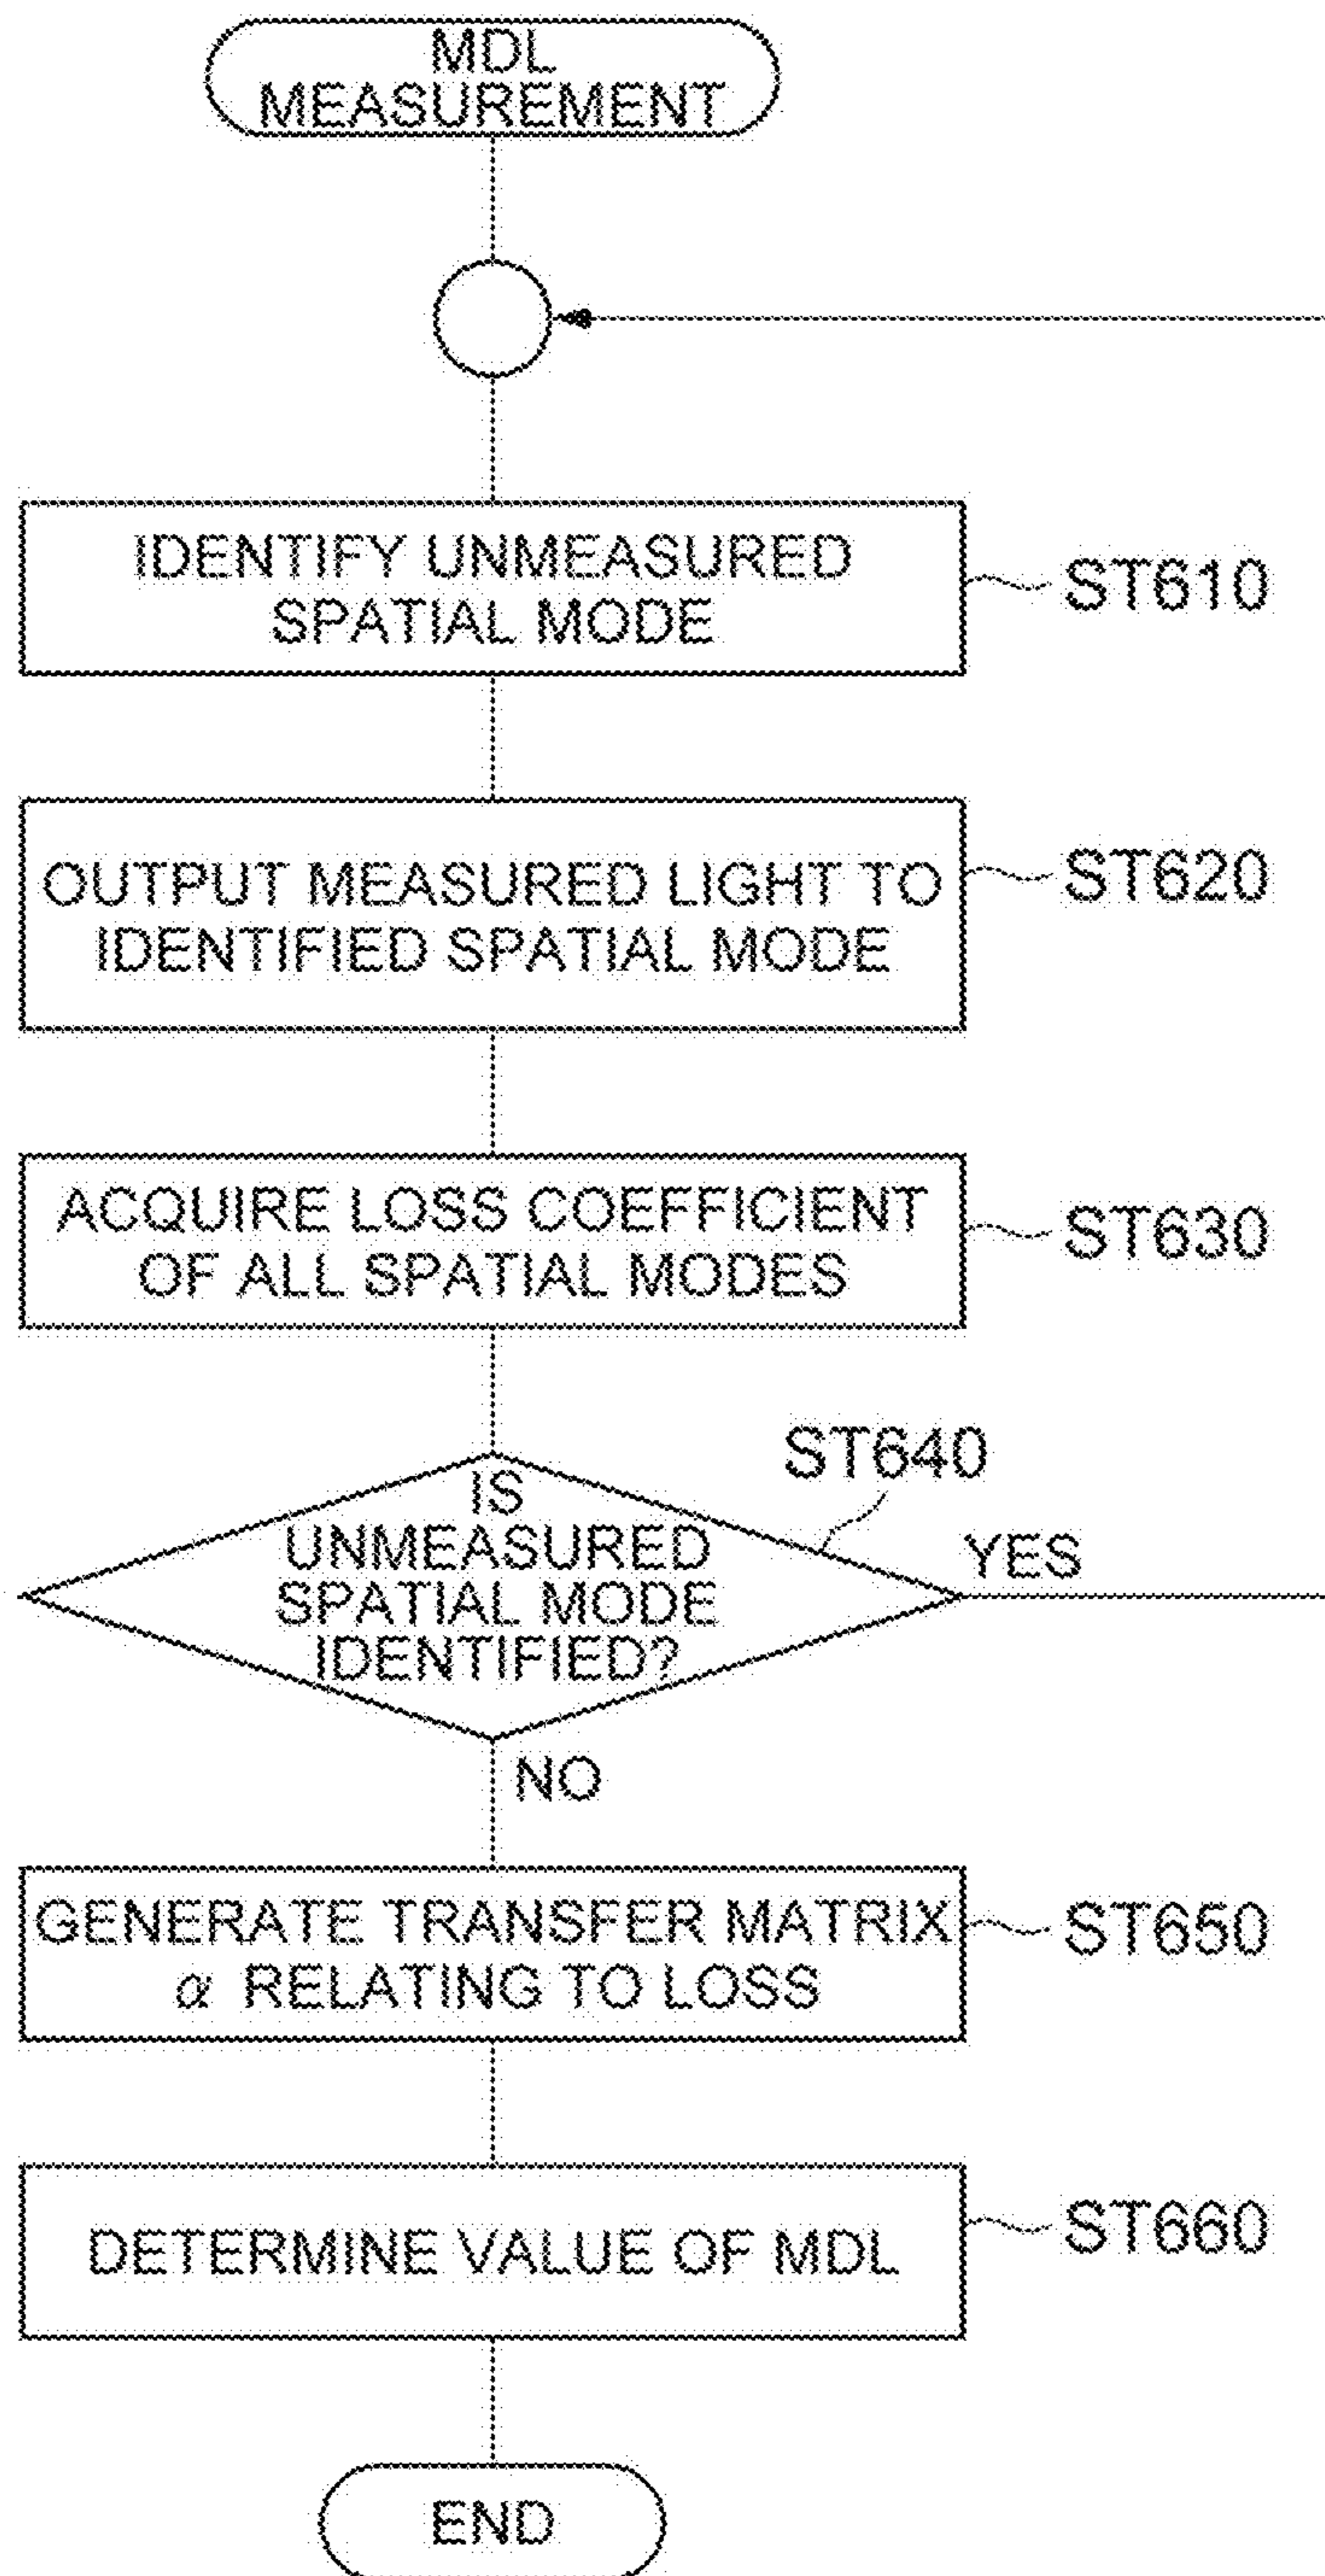 MDL
MEASUREMENT
IDENTIFY UNMEASURED
SPATIAL MODE
ST610
OUTPUT MEASURED LIGHT TO
IDENTIFIED SPATIAL MODE
ST620
ACQUIRE LOSS COEFFICIENT
OF ALL SPATIAL MODES
ST630
ST640
IS
UNMEASURED
SPATIAL MODE
IDENTIFIED?
YES
NO
GENERATE TRANSFER MATRIX
α RELATING TO LOSS
ST650
DETERMINE VALUE OF MDL
ST660
END